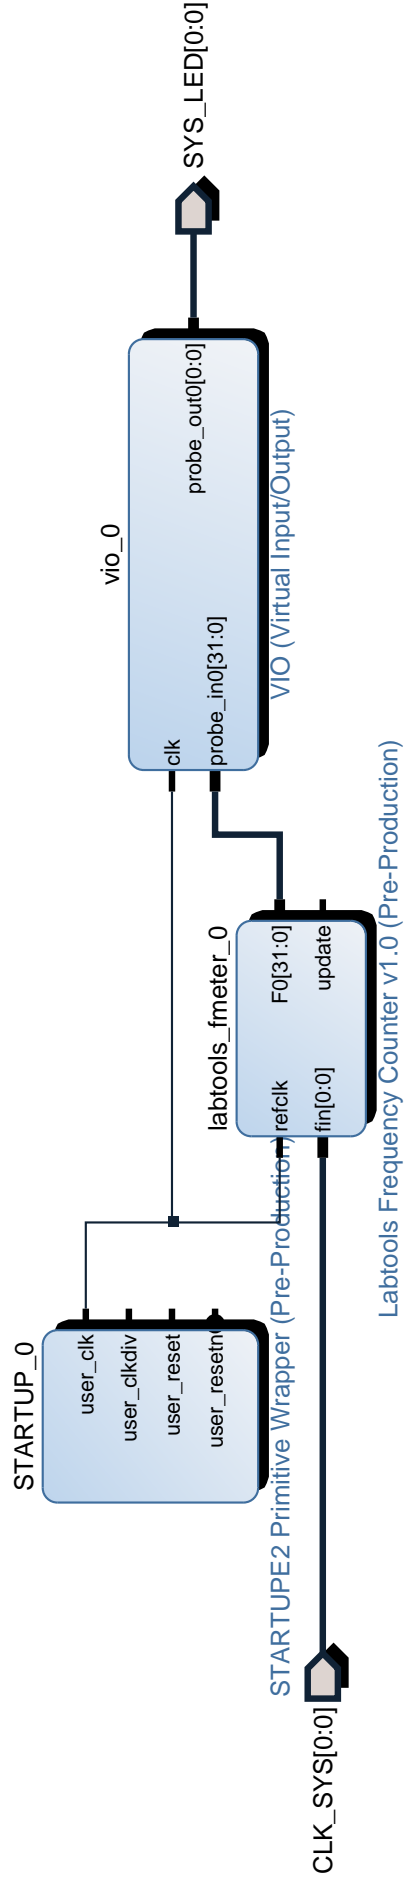 STARTUP_0
user_clk
user_clkdiv
user_reset
user_resetn
STARTUPE2 Primitive Wrapper (Pre-Production)
CLK_SYS[0:0]
labtools_fmeter_0
refclk
fin[0:0]
F0[31:0]
update
Labtools Frequency Counter v1.0 (Pre-Production)
vio_0
clk
probe_in0[31:0]
probe_out0[0:0]
VIO (Virtual Input/Output)
SYS_LED[0:0]